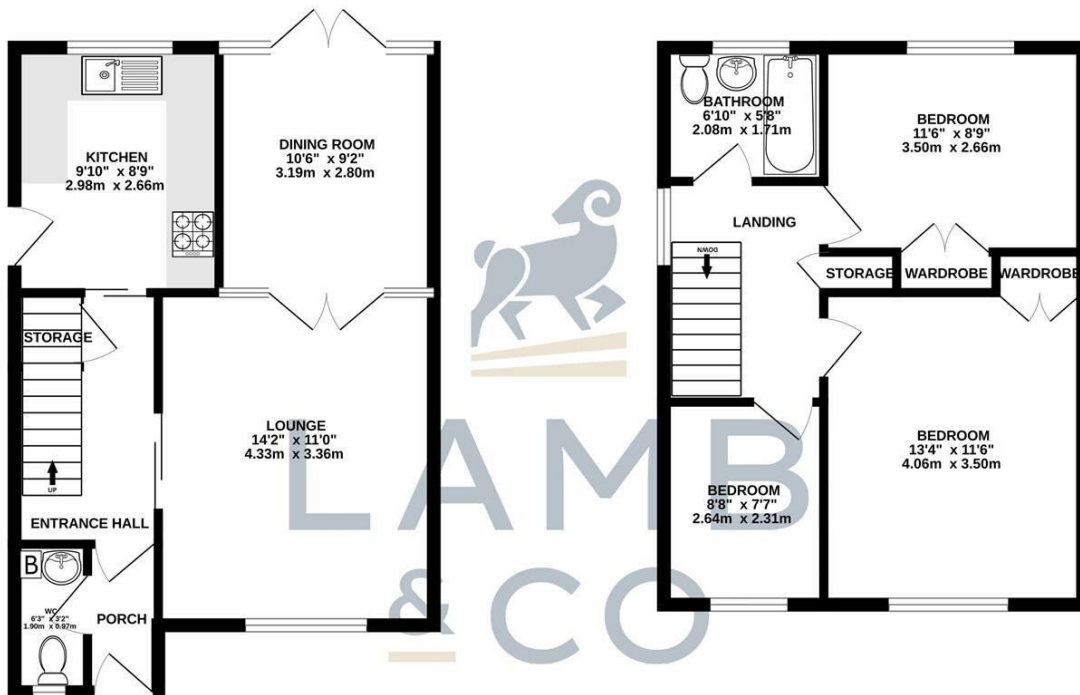 KITCHEN
9'10" x 8'9"
2.98m x 2.66m
DINING ROOM
10'6" x 9'2"
3.19m x 2.80m
STORAGE
UP
LOUNGE
14'2" x 11'0"
4.33m x 3.36m
ENTRANCE HALL
B
WC
6'3" x 3'2"
1.90m x 0.97m
PORCH
BATHROOM
6'10" x 5'8"
2.08m x 1.71m
BEDROOM
11'6" x 8'9"
3.50m x 2.66m
LANDING
DOWN
STORAGE
WARDROBE
WARDROBE
BEDROOM
13'4" x 11'6"
4.06m x 3.50m
BEDROOM
8'8" x 7'7"
2.64m x 2.31m
LAMB
& CO